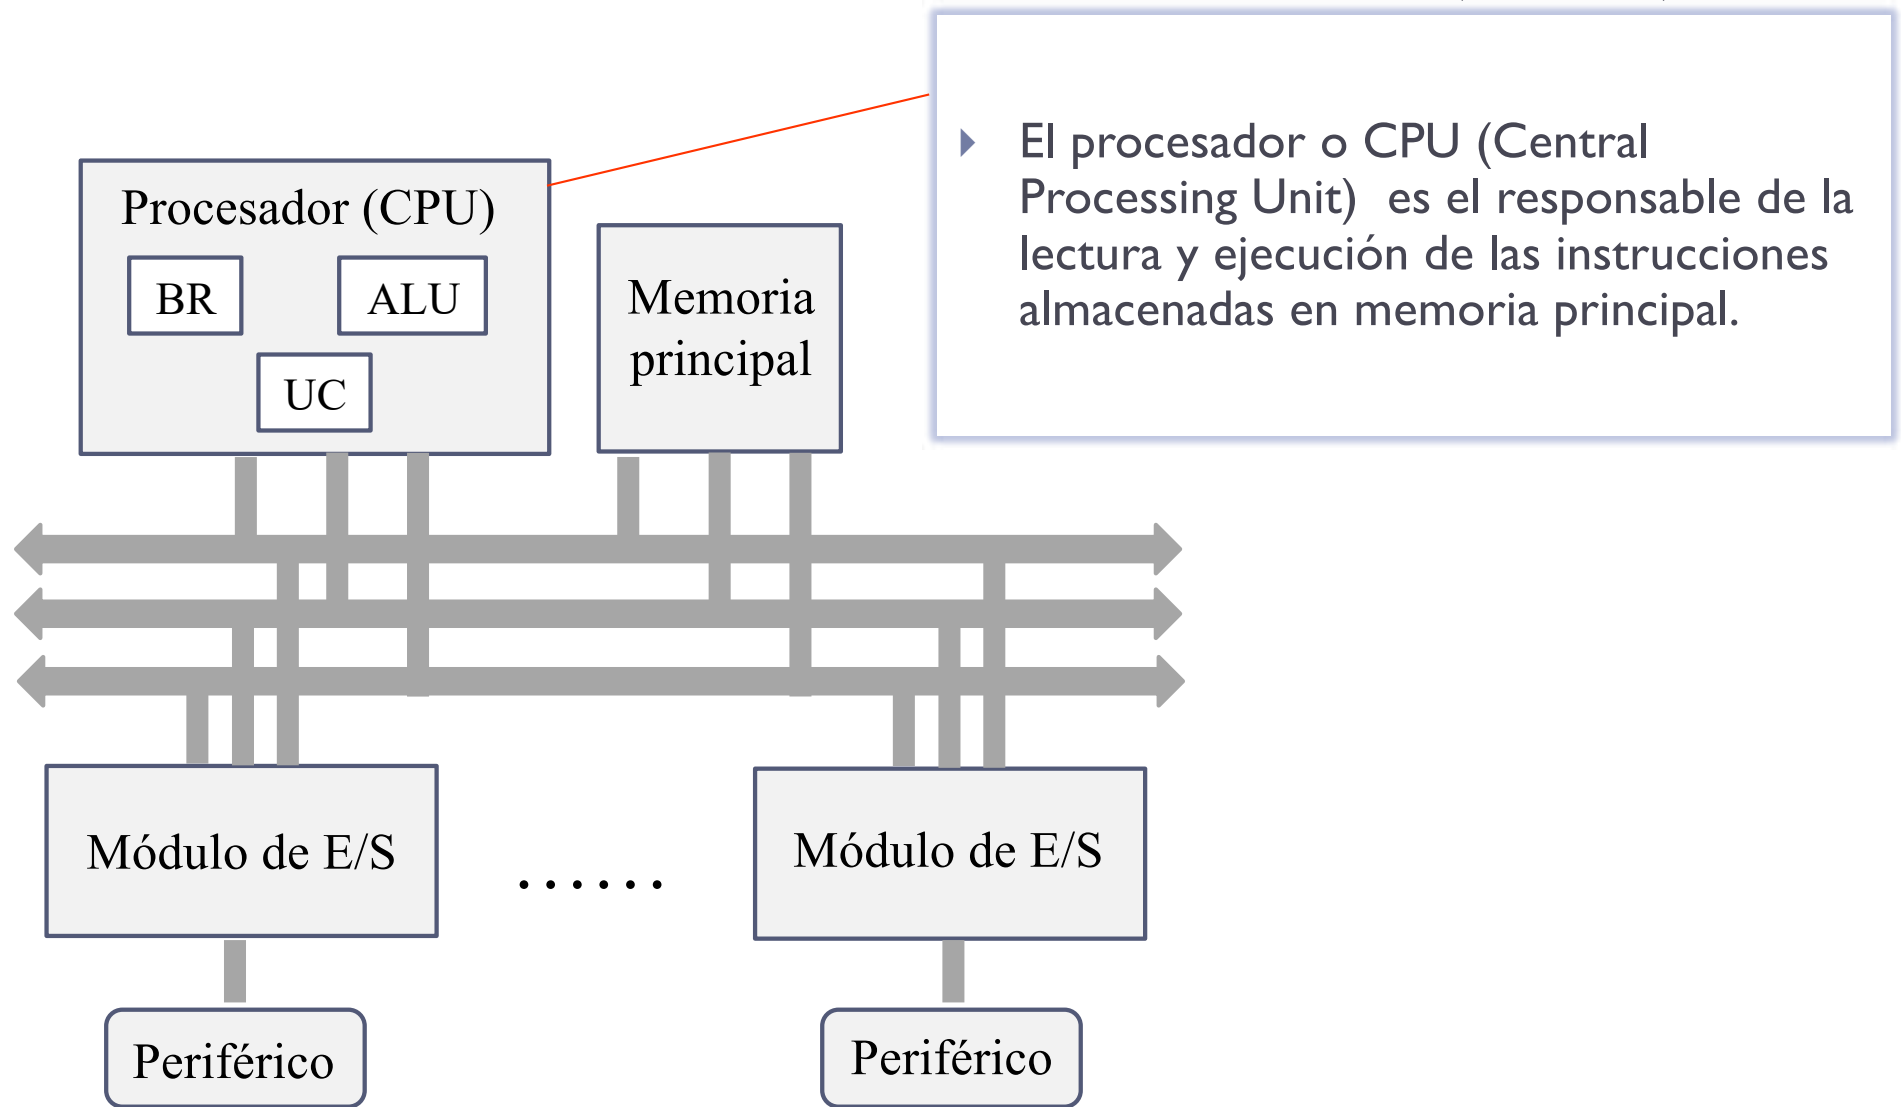 El procesador o CPU (Central
Processing Unit) es el responsable de la
lectura y ejecución de las instrucciones
almacenadas en memoria principal.
Procesador (CPU)
BR
ALU
UC
Memoria
principal
Módulo de E/S
......
Módulo de E/S
Periférico
Periférico